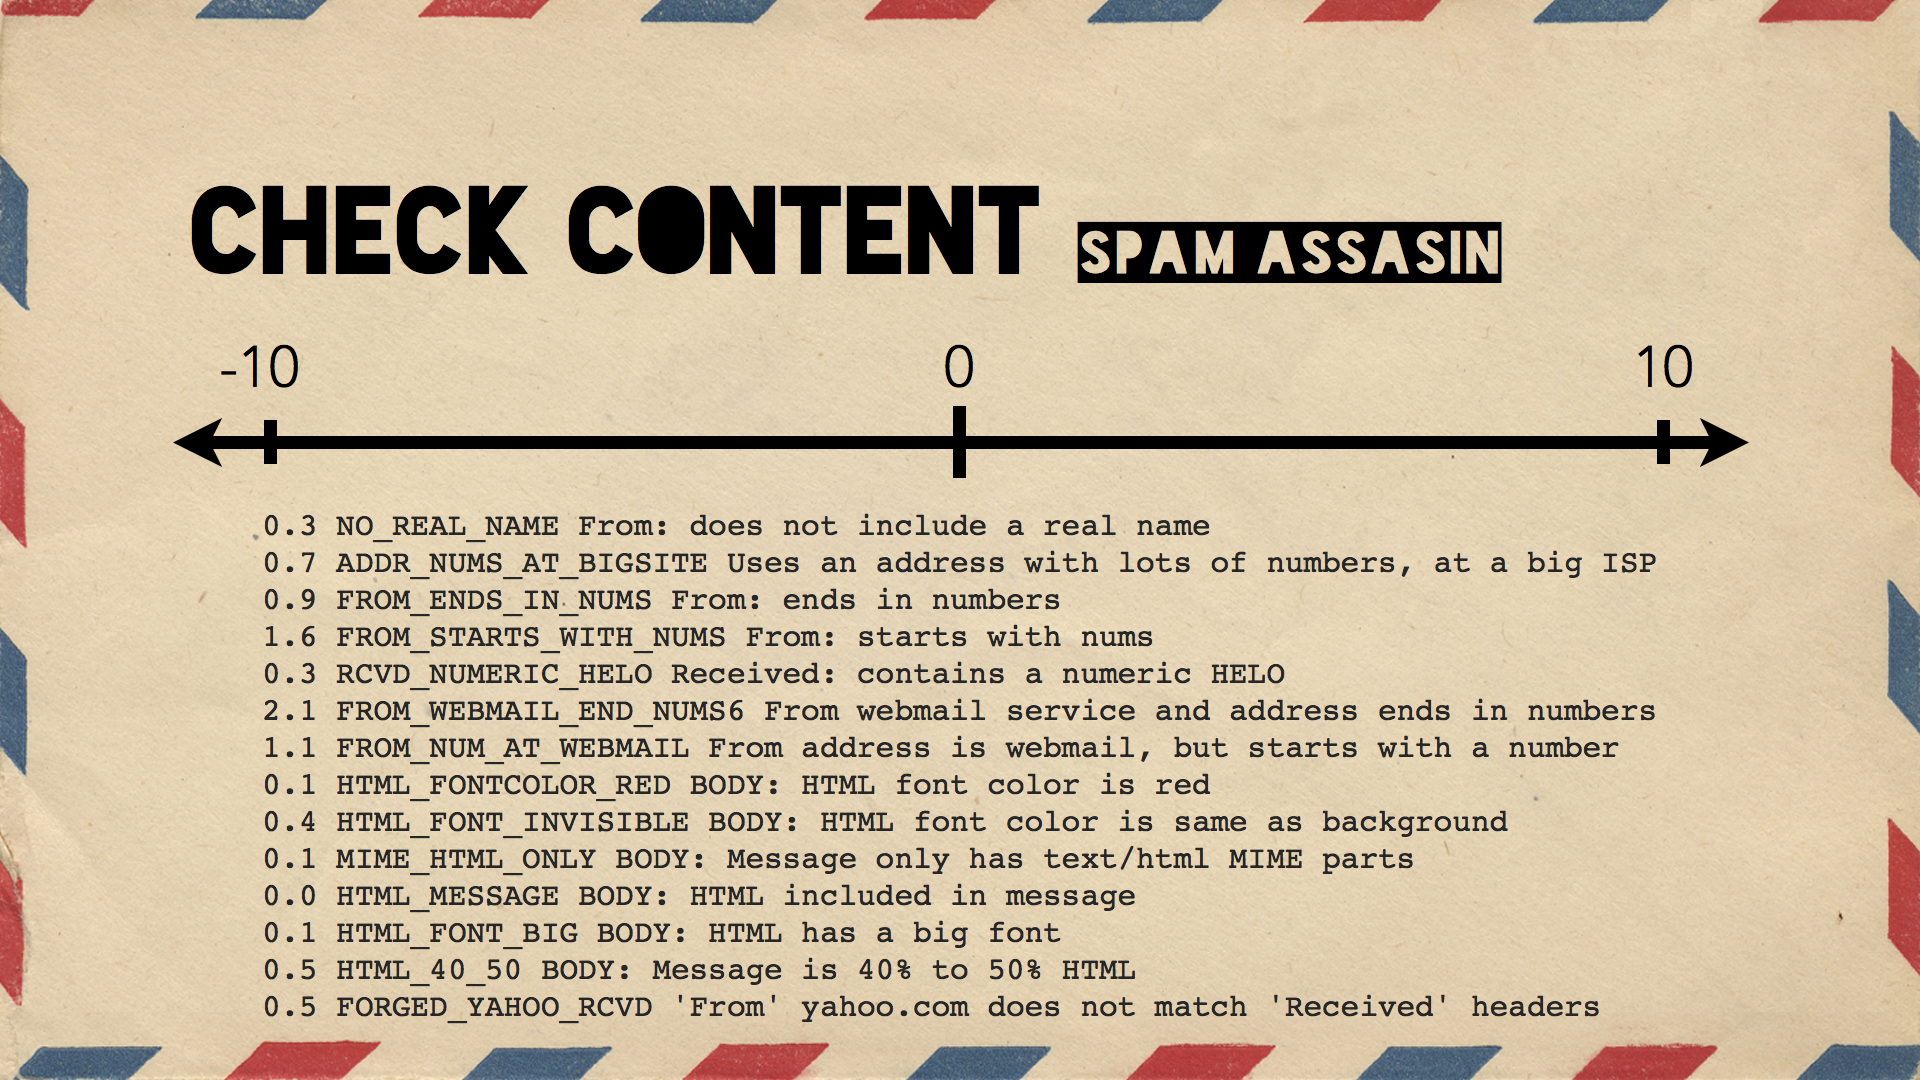 CHECK CONTENT SPAM ASSASIN
-10 0 10
0.3 NO_REAL_NAME From: does not include a real name
0.7 ADDR_NUMS_AT_BIGSITE Uses an address with lots of numbers, at a big ISP
0.9 FROM_ENDS_IN_NUMS From: ends in numbers
1.6 FROM_STARTS_WITH_NUMS From: starts with nums
0.3 RCVD_NUMERIC_HELO Received: contains a numeric HELO
2.1 FROM_WEBMAIL_END_NUMS6 From webmail service and address ends in numbers
1.1 FROM_NUM_AT_WEBMAIL From address is webmail, but starts with a number
0.1 HTML_FONTCOLOR_RED BODY: HTML font color is red
0.4 HTML_FONT_INVISIBLE BODY: HTML font color is same as background
0.1 MIME_HTML_ONLY BODY: Message only has text/html MIME parts
0.0 HTML_MESSAGE BODY: HTML included in message
0.1 HTML_FONT_BIG BODY: HTML has a big font
0.5 HTML_40_50 BODY: Message is 40% to 50% HTML
0.5 FORGED_YAHOO_RCVD 'From' yahoo.com does not match 'Received' headers